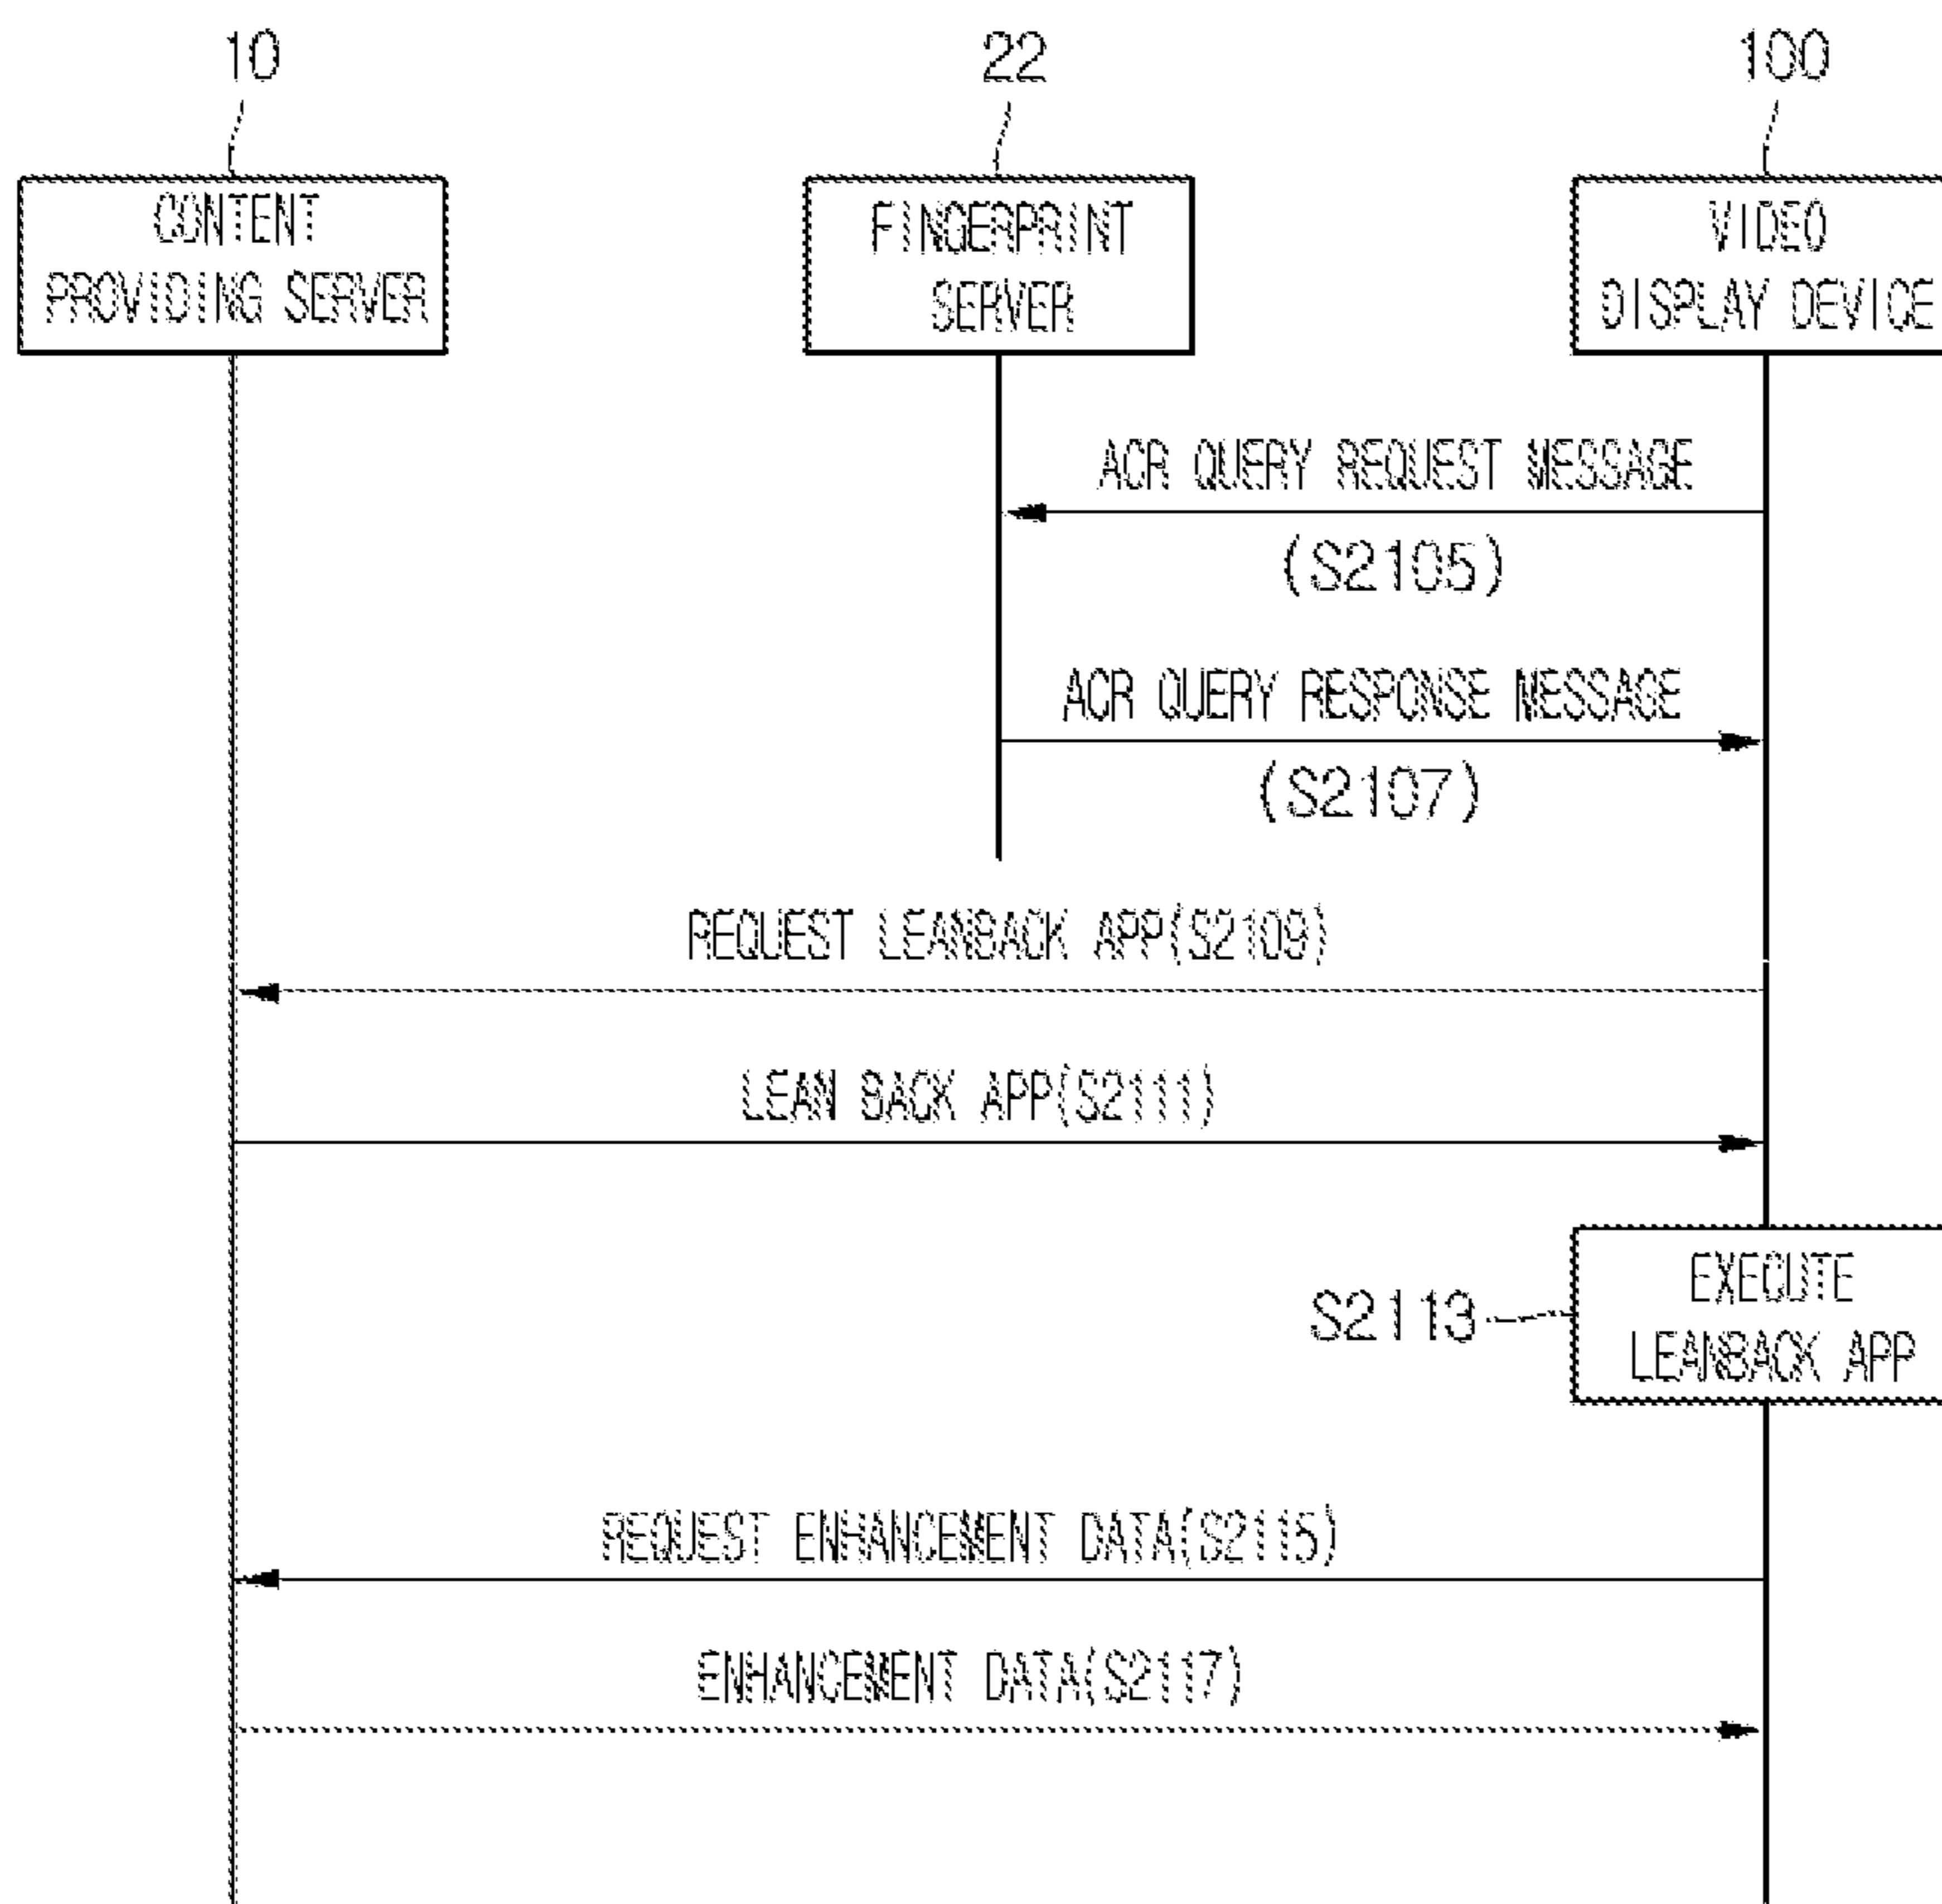 10
22
100
CONTENT
PROVIDING SERVER
FINGERPRINT
SERVER
VIDEO
DISPLAY DEVICE
ACR QUERY REQUEST MESSAGE
(S2105)
ACR QUERY RESPONSE MESSAGE
(S2107)
REQUEST LEANBACK APP(S2109)
LEAN BACK APP(S2111)
EXECUTE
LEANBACK APP
S2113
REQUEST ENHANCEMENT DATA(S2115)
ENHANCEMENT DATA(S2117)